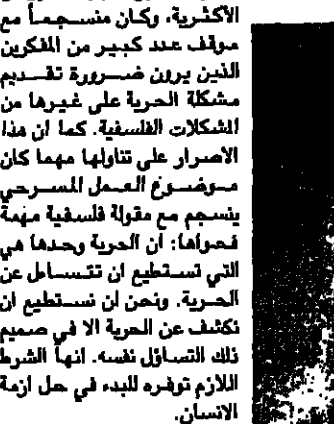 الأكثرية، وكان منسجماً مع
موقف عدد كبير من المفكرين
الذين يرون ضرورة تقديم
مشكلة الحرية على غيرها من
المشكلات الفلسفية. كما ان هذا
الاصرار على تناولها مهما كان
موضوع العمل المسرحي
ينسجم مع مقولة فلسفية مهمة
فحواها: ان الحرية وحدها هي
التي تستطيع ان تتساءل عن
الحرية. ونحن لن نستطيع ان
نكشف عن الحرية الا في صميم
ذلك التساؤل نفسه. انها الشرط
اللازم توفره للبدء في حل ازمة
الانسان.